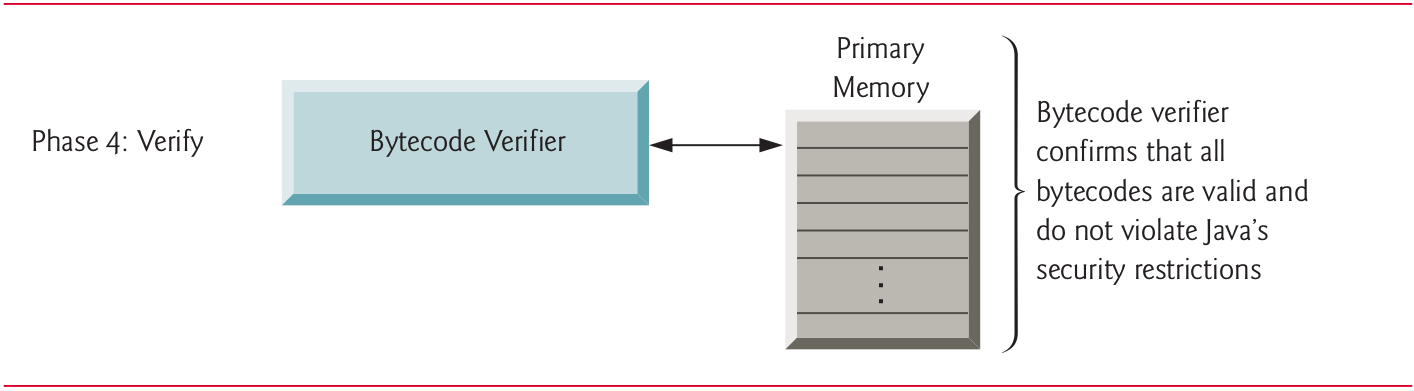 Phase 4: Verify
Bytecode Verifier
Primary
Memory
Bytecode verifier
confirms that all
bytecodes are valid and
do not violate Java’s
security restrictions